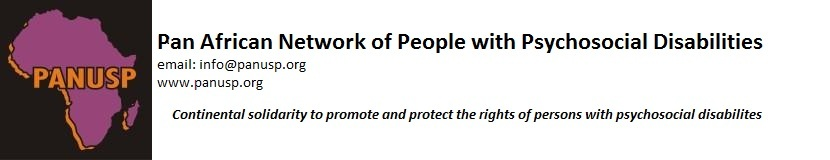 PANUSP
Pan African Network of People with Psychosocial Disabilities
email: info@panusp.org
www.panusp.org
Continental solidarity to promote and protect the rights of persons with psychosocial disabilites